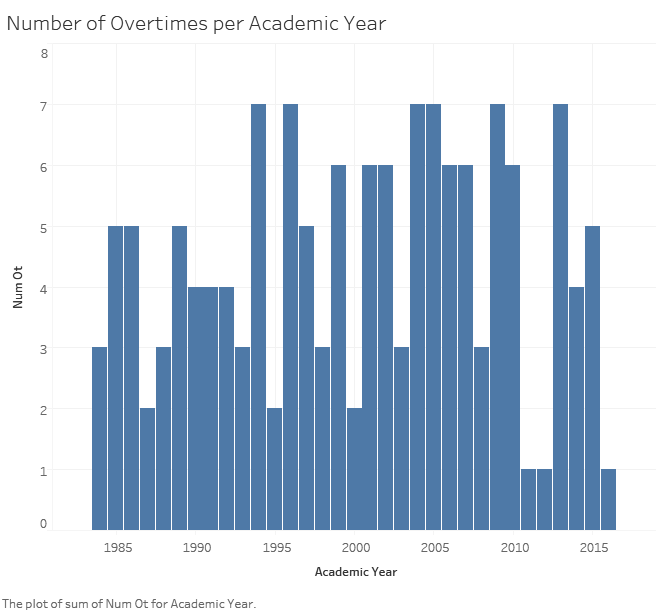 Number of Overtimes per Academic Year
8
7
6
5
4
3
2
1
0
Num Ot
1985 1990 1995 2000 2005 2010 2015
Academic Year
The plot of sum of Num Ot for Academic Year.